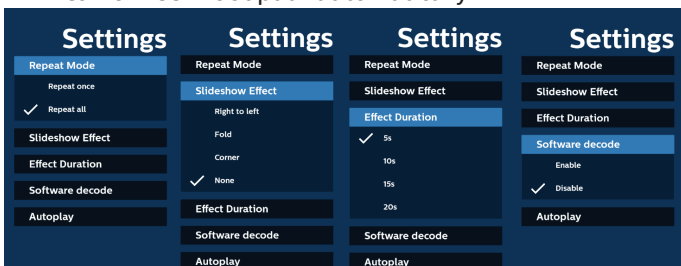 Settings
Repeat Mode
Repeat once
Repeat all
Slideshow Effect
Effect Duration
Software decode
Autoplay
Settings
Repeat Mode
Slideshow Effect
Right to left
Fold
Corner
None
Effect Duration
Software decode
Autoplay
Settings
Repeat Mode
Slideshow Effect
Effect Duration
5s
10s
15s
20s
Software decode
Autoplay
Settings
Repeat Mode
Slideshow Effect
Effect Duration
Software decode
Enable
Disable
Autoplay